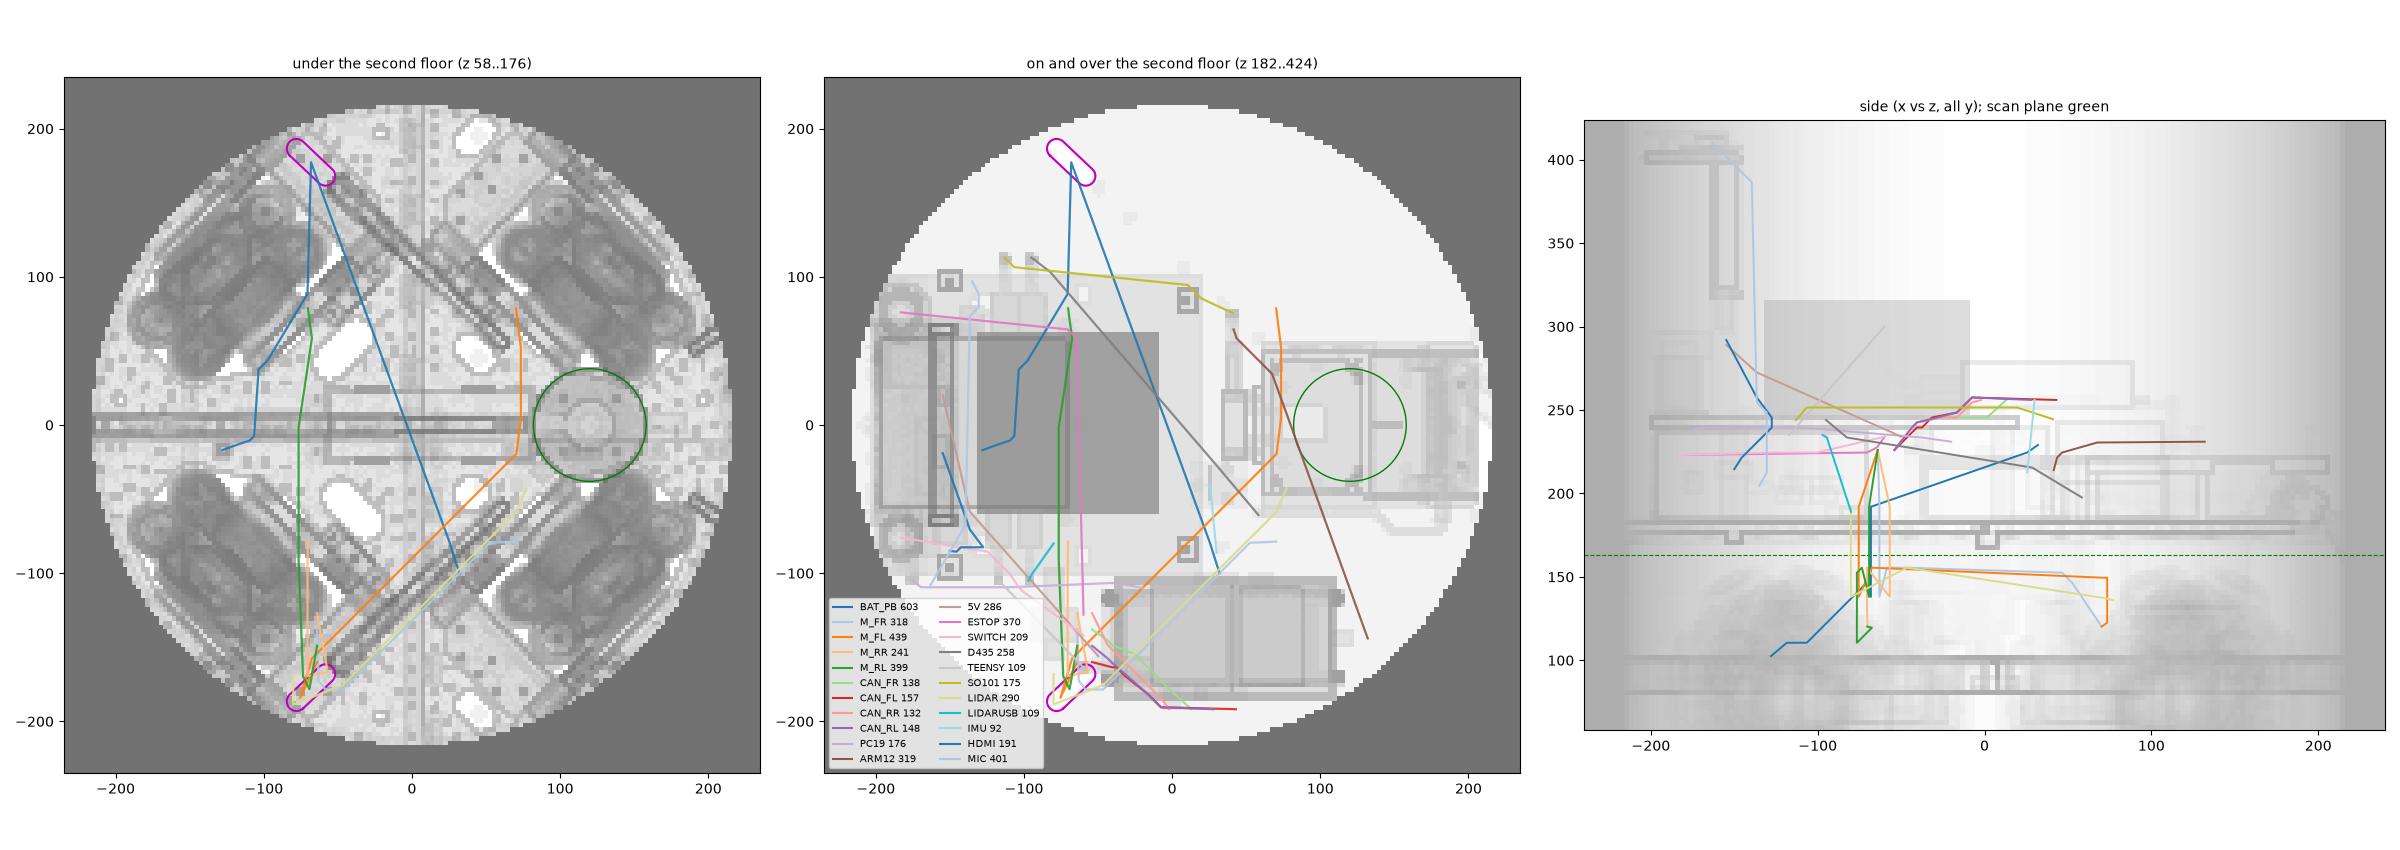 under the second floor (z 58..176)
200
100
0
−100
−200
−200
−100
0
100
200
on and over the second floor (z 182..424)
200
100
0
−100
−200
−200
−100
0
100
200
BAT_PB 603
M_FR 318
M_FL 439
M_RR 241
M_RL 399
CAN_FR 138
CAN_FL 157
CAN_RR 132
CAN_RL 148
PC19 176
ARM12 319
5V 286
ESTOP 370
SWITCH 209
D435 258
TEENSY 109
SO101 175
LIDAR 290
LIDARUSB 109
IMU 92
HDMI 191
MIC 401
side (x vs z, all y); scan plane green
400
350
300
250
200
150
100
−200
−100
0
100
200